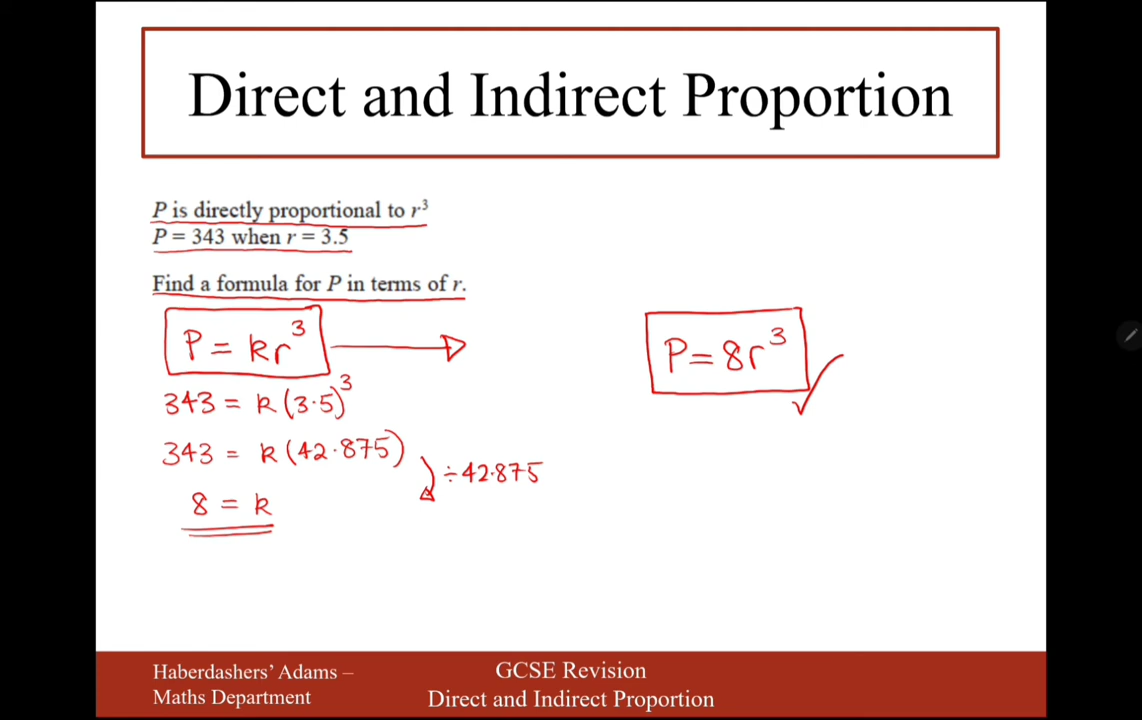 Direct and Indirect Proportion
P is directly proportional to r³
P = 343 when r = 3.5
Find a formula for P in terms of r.
P = kr³
343 = k(3·5)³
343 = k(42·875)
÷42·875
8 = k
P=8r³
Haberdashers' Adams –
Maths Department
GCSE Revision
Direct and Indirect Proportion